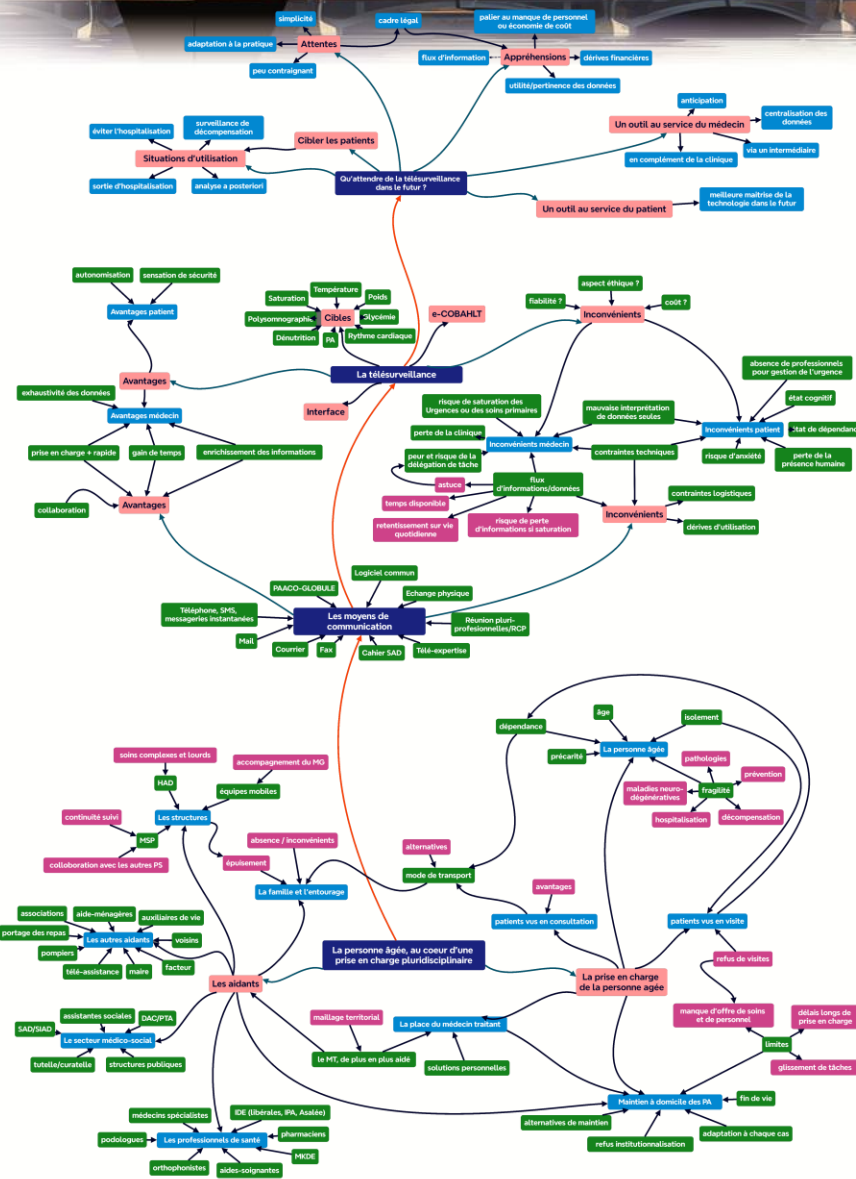 simplicité
cadre légal
palier au manque de personnel
ou économie de coût
adaptation à la pratique
Attentes
flux d'information
Appréhensions
dérives financières
peu contraignant
utilité/pertinence des données
éviter l'hospitalisation
surveillance de
décompensation
Cibler les patients
anticipation
Un outil au service du médecin
centralisation des
données
Situations d'utilisation
en complément de la clinique
via un intermédiaire
sortie d'hospitalisation
analyse a posteriori
Qu'attendre de la télésurveillance
dans le futur ?
Un outil au service du patient
meilleure maitrise de la
technologie dans le futur
autonomisation
sensation de sécurité
Avantages patient
Température
Saturation
Poids
Polysomnographie
Cibles
Glycémie
Dénutrition
PA
Rythme cardiaque
e-COBAHLT
aspect éthique ?
fiabilité ?
coût ?
Inconvénients
Avantages
La télésurveillance
Interface
exhaustivité des données
Avantages médecin
prise en charge + rapide
gain de temps
enrichissement des informations
collaboration
Avantages
risque de saturation des
Urgences ou des soins primaires
mauvaise interprétation
de données seules
absence de professionnels
pour gestion de l'urgence
état cognitif
perte de la clinique
Inconvénients médecin
Inconvénients patient
état de dépendance
peur et risque de la
délégation de tâche
contraintes techniques
risque d'anxiété
perte de la
présence humaine
astuce
flux
d'informations/données
temps disponible
retentissement sur vie
quotidienne
risque de perte
d'informations si saturation
Inconvénients
contraintes logistiques
dérives d'utilisation
Logiciel commun
PAACO-GLOBULE
Echange physique
Téléphone, SMS,
messageries instantanées
Les moyens de
communication
Réunion pluri-
profesionnelles/RCP
Mail
Courrier
Fax
Cahier SAD
Télé-expertise
dépendance
âge
isolement
La personne âgée
précarité
pathologies
prévention
maladies neuro-
dégénératives
fragilité
hospitalisation
décompensation
soins complexes et lourds
accompagnement du MG
HAD
équipes mobiles
continuité suivi
Les structures
MSP
colloboration avec les autres PS
absence / inconvénients
épuisement
La famille et l'entourage
alternatives
mode de transport
avantages
patients vus en consultation
patients vus en visite
associations
aide-ménagères
auxiliaires de vie
portage des repas
Les autres aidants
voisins
pompiers
télé-assistance
maire
facteur
La personne âgée, au coeur d'une
prise en charge pluridisciplinaire
Les aidants
La prise en charge
de la personne agée
refus de visites
assistantes sociales
DAC/PTA
SAD/SIAD
Le secteur médico-social
tutelle/curatelle
structures publiques
maillage territorial
La place du médecin traitant
le MT, de plus en plus aidé
solutions personnelles
manque d'offre de soins
et de personnel
délais longs de
prise en charge
limites
glissement de tâches
médecins spécialistes
IDE (libérales, IPA, Asalée)
podologues
Les professionnels de santé
pharmaciens
MKDE
orthophonistes
aides-soignantes
Maintien à domicile des PA
fin de vie
alternatives de maintien
refus institutionnalisation
adaptation à chaque cas